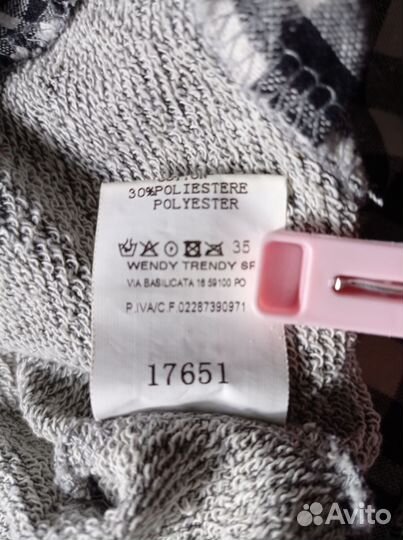 30%POLIESTERE
POLYESTER
35
WENDY TRENDY SR
VIA BASILICATA 16 59100 PO
P.IVA/C.F.02287390971
17651
Avito